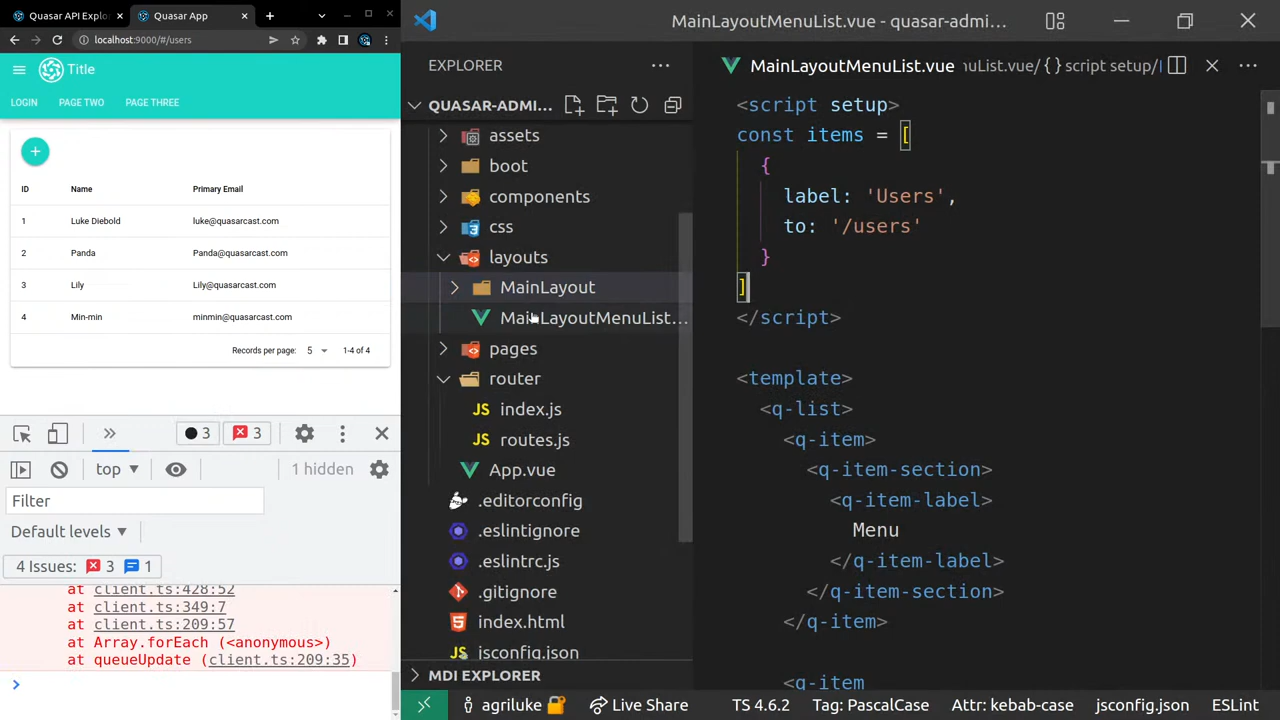 Quasar API Explo
Quasar App
localhost:9000/#/users
Title
LOGIN PAGE TWO PAGE THREE
+
ID Name Primary Email
1 Luke Diebold luke@quasarcast.com
2 Panda Panda@quasarcast.com
3 Lily Lily@quasarcast.com
4 Min-min minmin@quasarcast.com
Records per page: 5 1-4 of 4
3 3
top 1 hidden
Filter
Default levels
4 Issues: 3 1
at client.ts:428:52
at client.ts:349:7
at client.ts:209:57
at Array.forEach (<anonymous>)
at queueUpdate (client.ts:209:35)
>
MainLayoutMenuList.vue - quasar-admi…
EXPLORER
QUASAR-ADMI…
assets
boot
components
css
layouts
MainLayout
MainLayoutMenuList…
pages
router
JS index.js
JS routes.js
App.vue
.editorconfig
.eslintignore
.eslintrc.js
.gitignore
index.html
jsconfig.json
MDI EXPLORER
MainLayoutMenuList.vue nuList.vue/{} script setup/
<script setup>
const items = [
{
label: 'Users',
to: '/users'
}
]
</script>
<template>
<q-list>
<q-item>
<q-item-section>
<q-item-label>
Menu
</q-item-label>
</q-item-section>
</q-item>
<q-item
agriluke Live Share TS 4.6.2 Tag: PascalCase Attr: kebab-case jsconfig.json ESLint